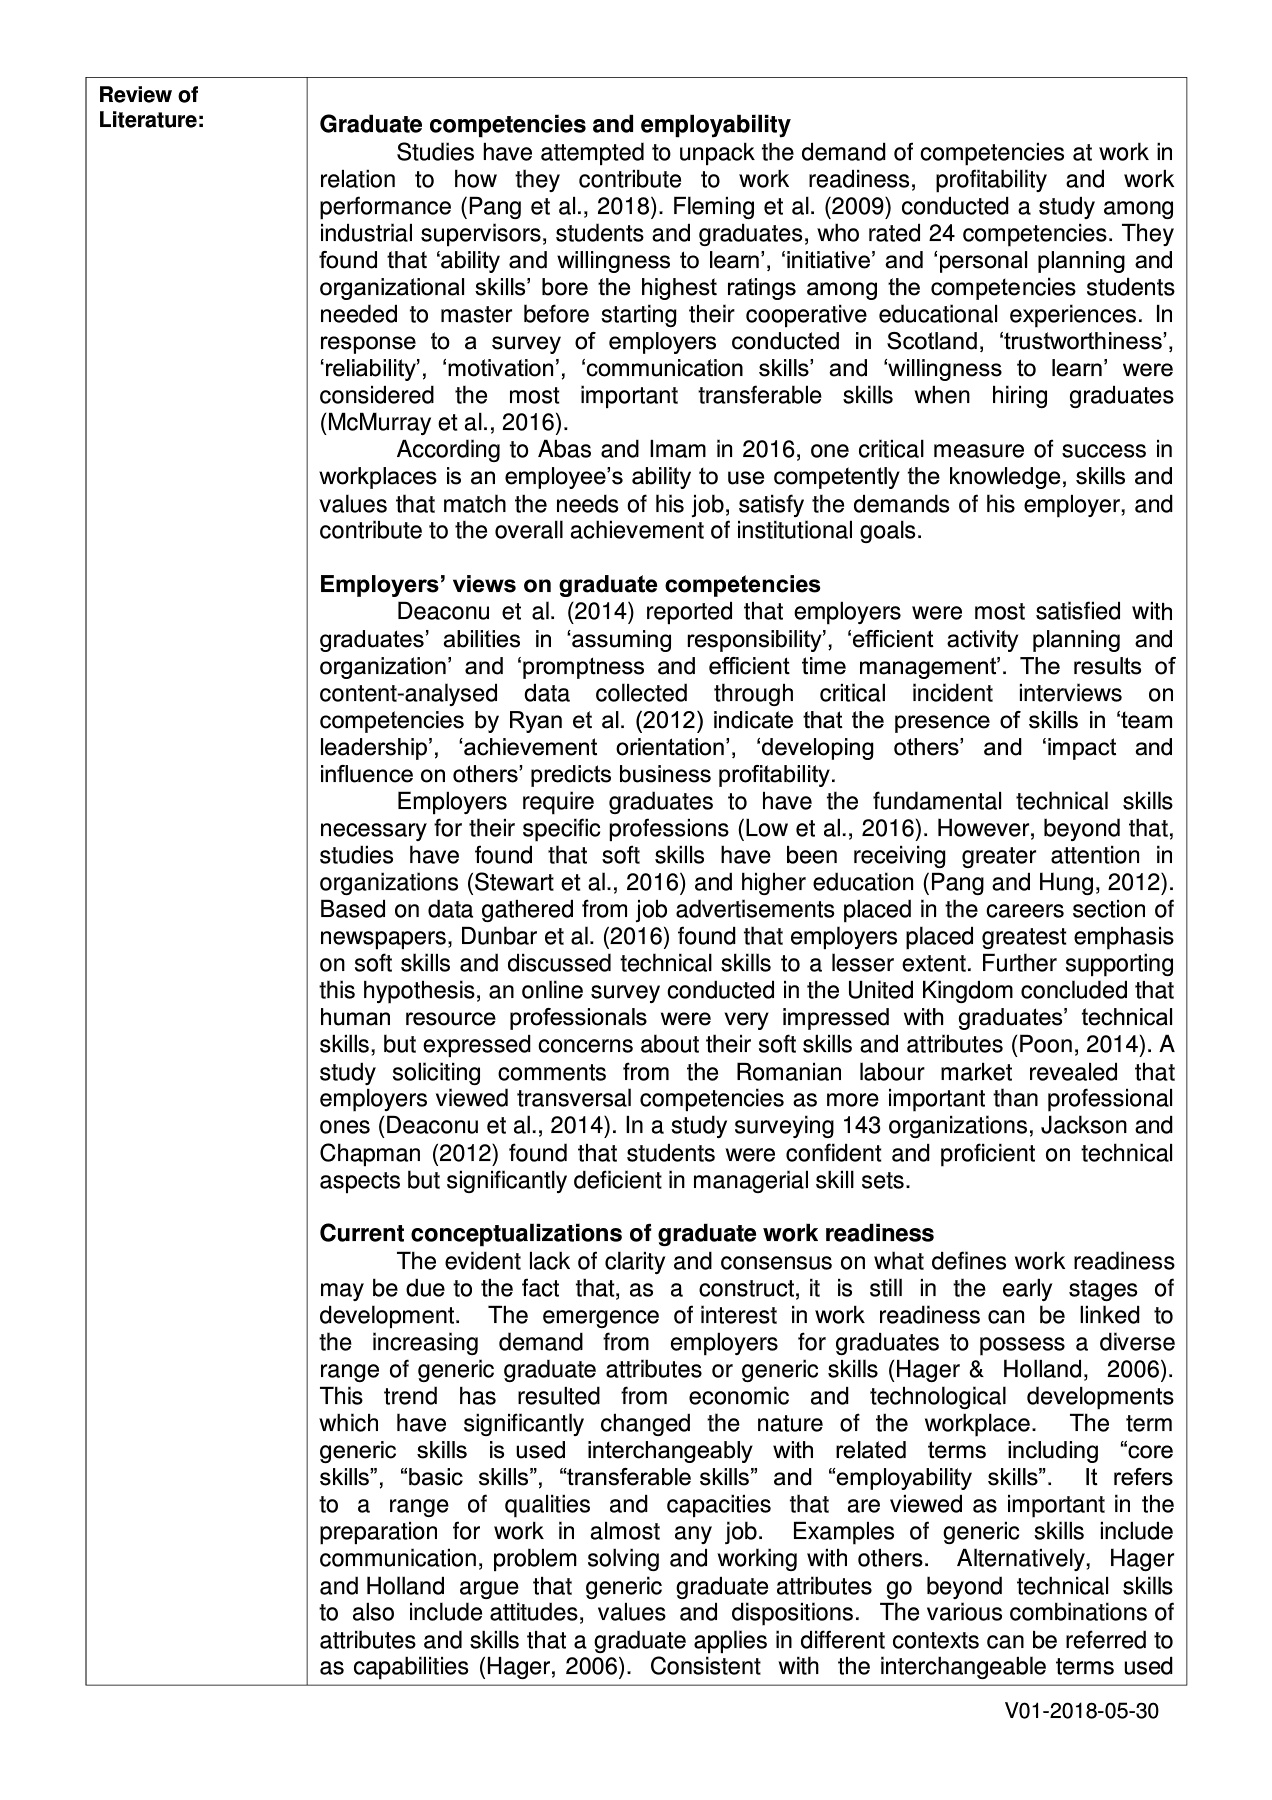 Review of
Literature:
Graduate competencies and employability
Studies have attempted to unpack the demand of competencies at work in
relation to how they contribute to work readiness, profitability and work
performance (Pang et al., 2018). Fleming et al. (2009) conducted a study among
industrial supervisors, students and graduates, who rated 24 competencies. They
found that ‘ability and willingness to learn’, ‘initiative’ and ‘personal planning and
organizational skills’ bore the highest ratings among the competencies students
needed to master before starting their cooperative educational experiences. In
response to a survey of employers conducted in Scotland, ‘trustworthiness’,
‘reliability’, ‘motivation’, ‘communication skills’ and ‘willingness to learn’ were
considered the most important transferable skills when hiring graduates
(McMurray et al., 2016).
According to Abas and Imam in 2016, one critical measure of success in
workplaces is an employee’s ability to use competently the knowledge, skills and
values that match the needs of his job, satisfy the demands of his employer, and
contribute to the overall achievement of institutional goals.
Employers’ views on graduate competencies
Deaconu et al. (2014) reported that employers were most satisfied with
graduates’ abilities in ‘assuming responsibility’, ‘efficient activity planning and
organization’ and ‘promptness and efficient time management’. The results of
content-analysed data collected through critical incident interviews on
competencies by Ryan et al. (2012) indicate that the presence of skills in ‘team
leadership’, ‘achievement orientation’, ‘developing others’ and ‘impact and
influence on others’ predicts business profitability.
Employers require graduates to have the fundamental technical skills
necessary for their specific professions (Low et al., 2016). However, beyond that,
studies have found that soft skills have been receiving greater attention in
organizations (Stewart et al., 2016) and higher education (Pang and Hung, 2012).
Based on data gathered from job advertisements placed in the careers section of
newspapers, Dunbar et al. (2016) found that employers placed greatest emphasis
on soft skills and discussed technical skills to a lesser extent. Further supporting
this hypothesis, an online survey conducted in the United Kingdom concluded that
human resource professionals were very impressed with graduates’ technical
skills, but expressed concerns about their soft skills and attributes (Poon, 2014). A
study soliciting comments from the Romanian labour market revealed that
employers viewed transversal competencies as more important than professional
ones (Deaconu et al., 2014). In a study surveying 143 organizations, Jackson and
Chapman (2012) found that students were confident and proficient on technical
aspects but significantly deficient in managerial skill sets.
Current conceptualizations of graduate work readiness
The evident lack of clarity and consensus on what defines work readiness
may be due to the fact that, as a construct, it is still in the early stages of
development. The emergence of interest in work readiness can be linked to
the increasing demand from employers for graduates to possess a diverse
range of generic graduate attributes or generic skills (Hager & Holland, 2006).
This trend has resulted from economic and technological developments
which have significantly changed the nature of the workplace. The term
generic skills is used interchangeably with related terms including “core
skills”, “basic skills”, “transferable skills” and “employability skills”. It refers
to a range of qualities and capacities that are viewed as important in the
preparation for work in almost any job. Examples of generic skills include
communication, problem solving and working with others. Alternatively, Hager
and Holland argue that generic graduate attributes go beyond technical skills
to also include attitudes, values and dispositions. The various combinations of
attributes and skills that a graduate applies in different contexts can be referred to
as capabilities (Hager, 2006). Consistent with the interchangeable terms used
V01-2018-05-30